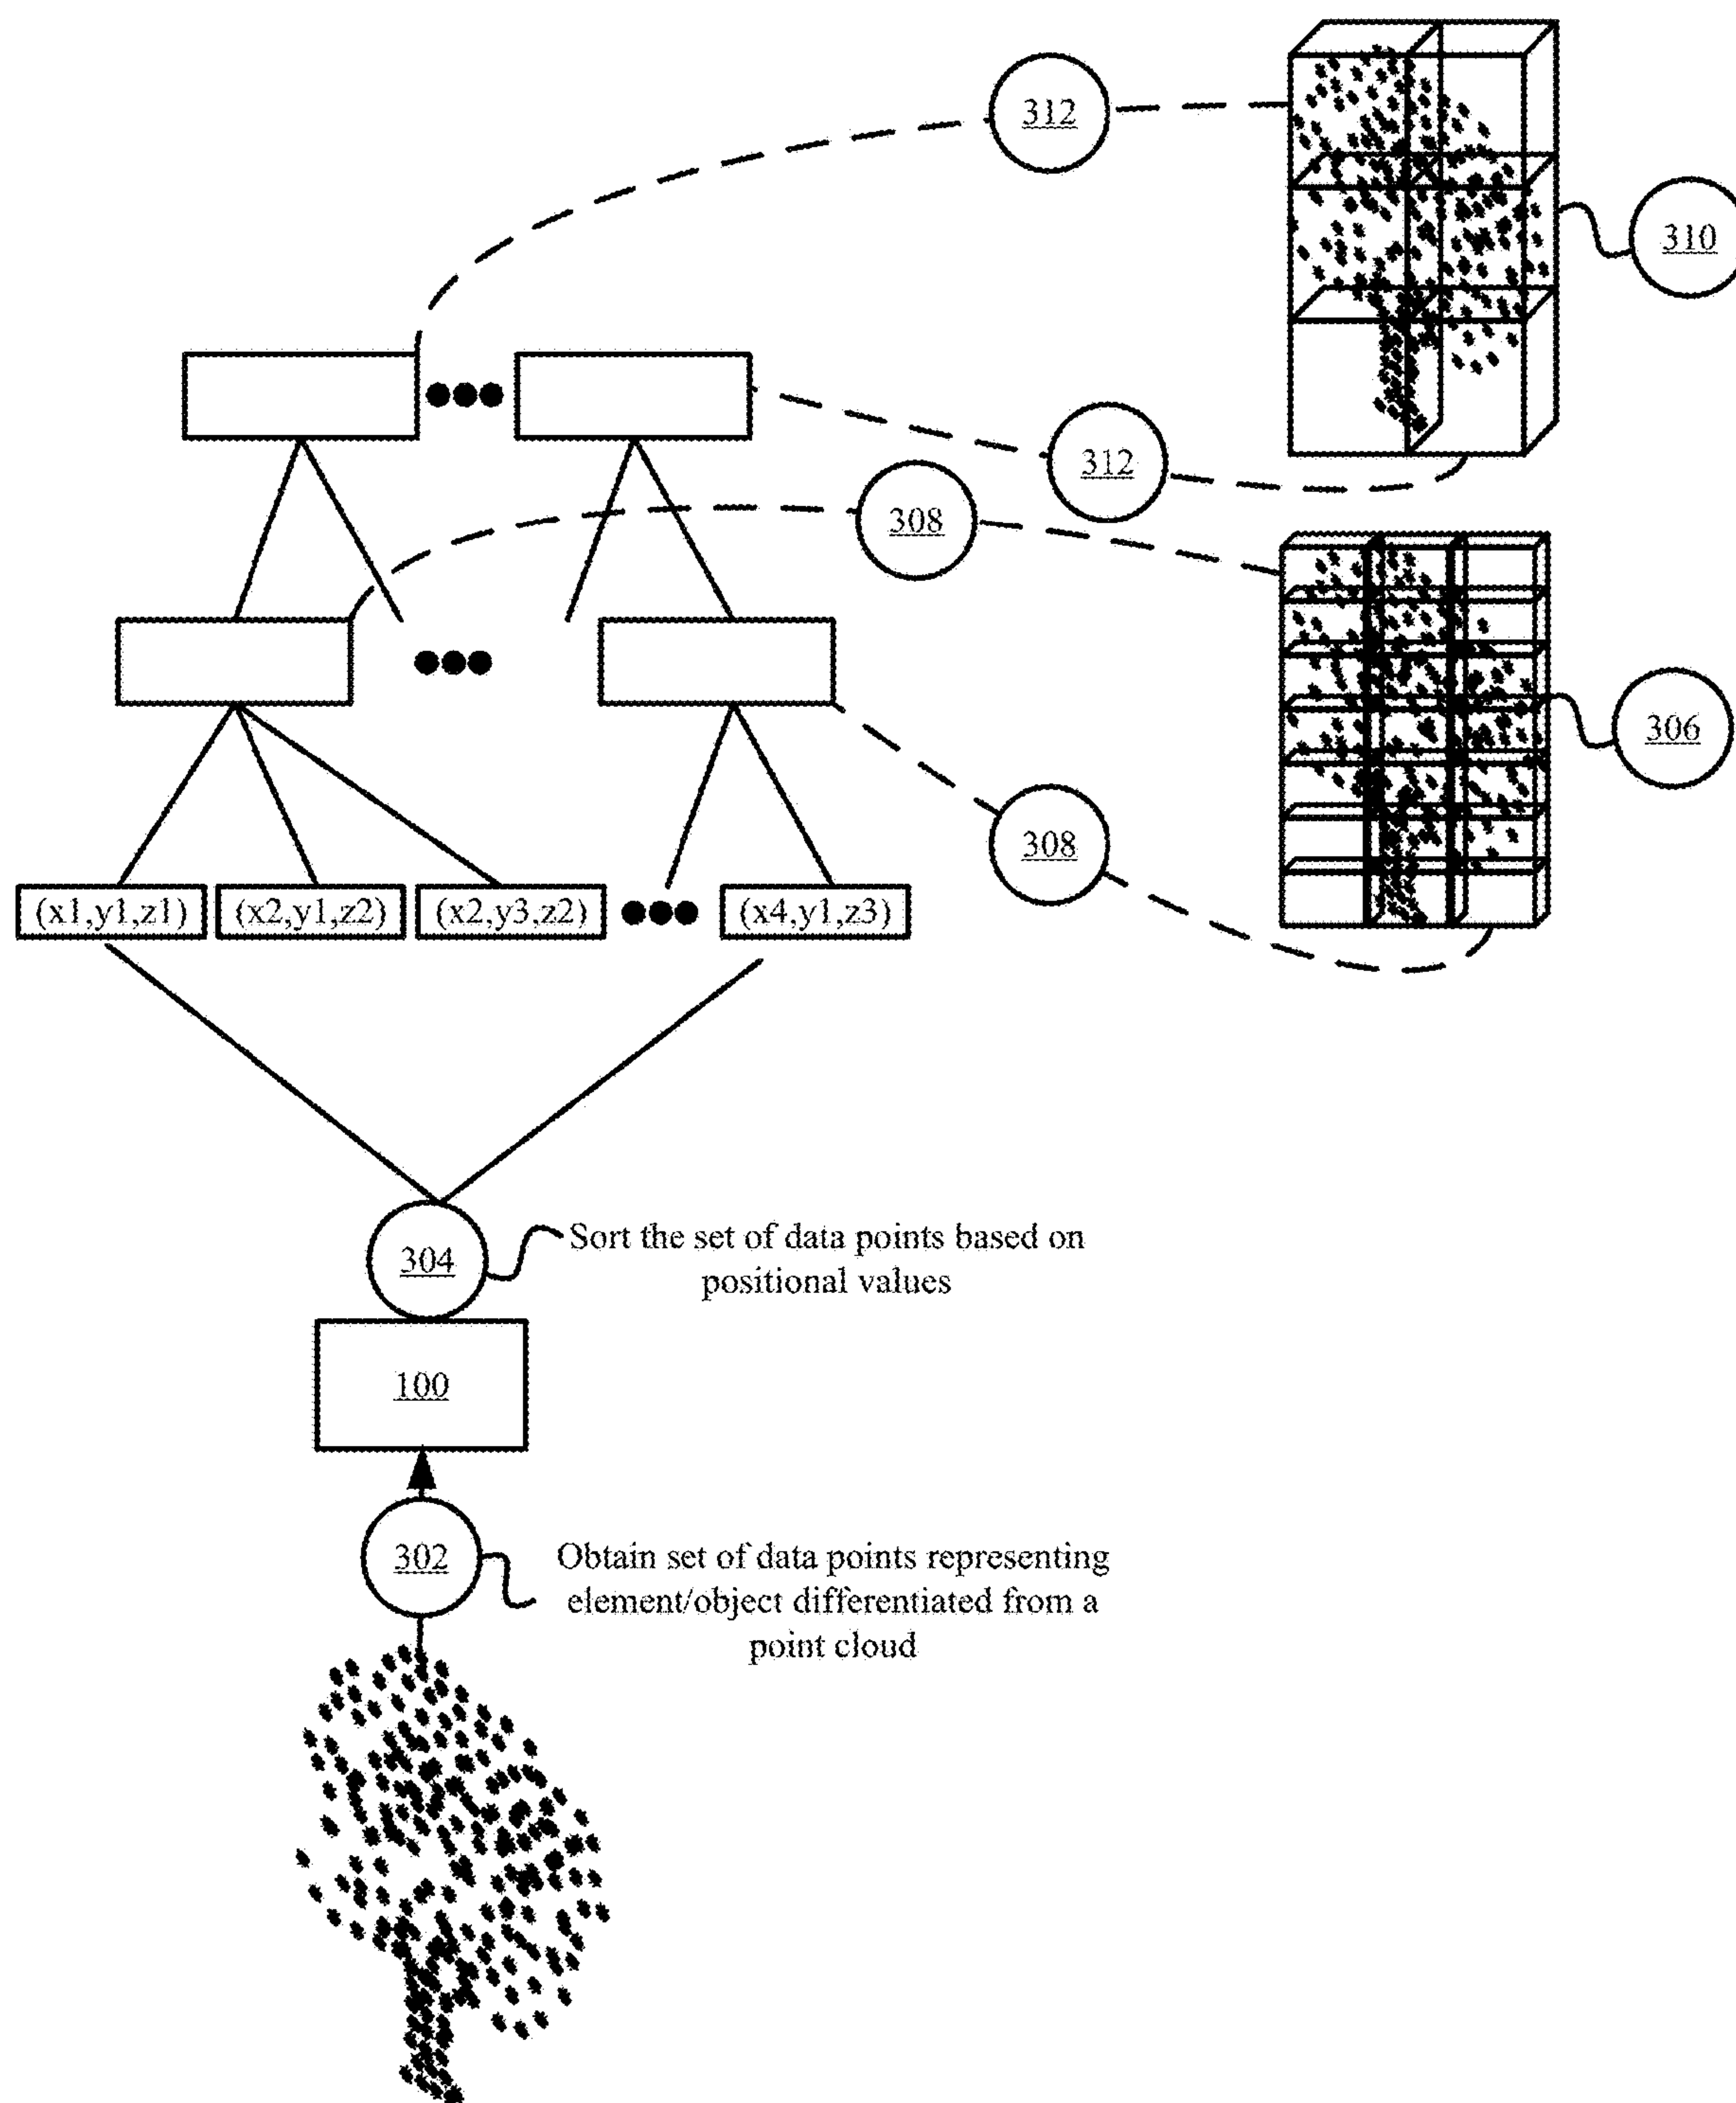 312
310
312
308
306
308
(x1,y1,z1) (x2,y1,z2) (x2,y3,z2) (x4,y1,z3)
304
Sort the set of data points based on
positional values
100
302
Obtain set of data points representing
element/object differentiated from a
point cloud